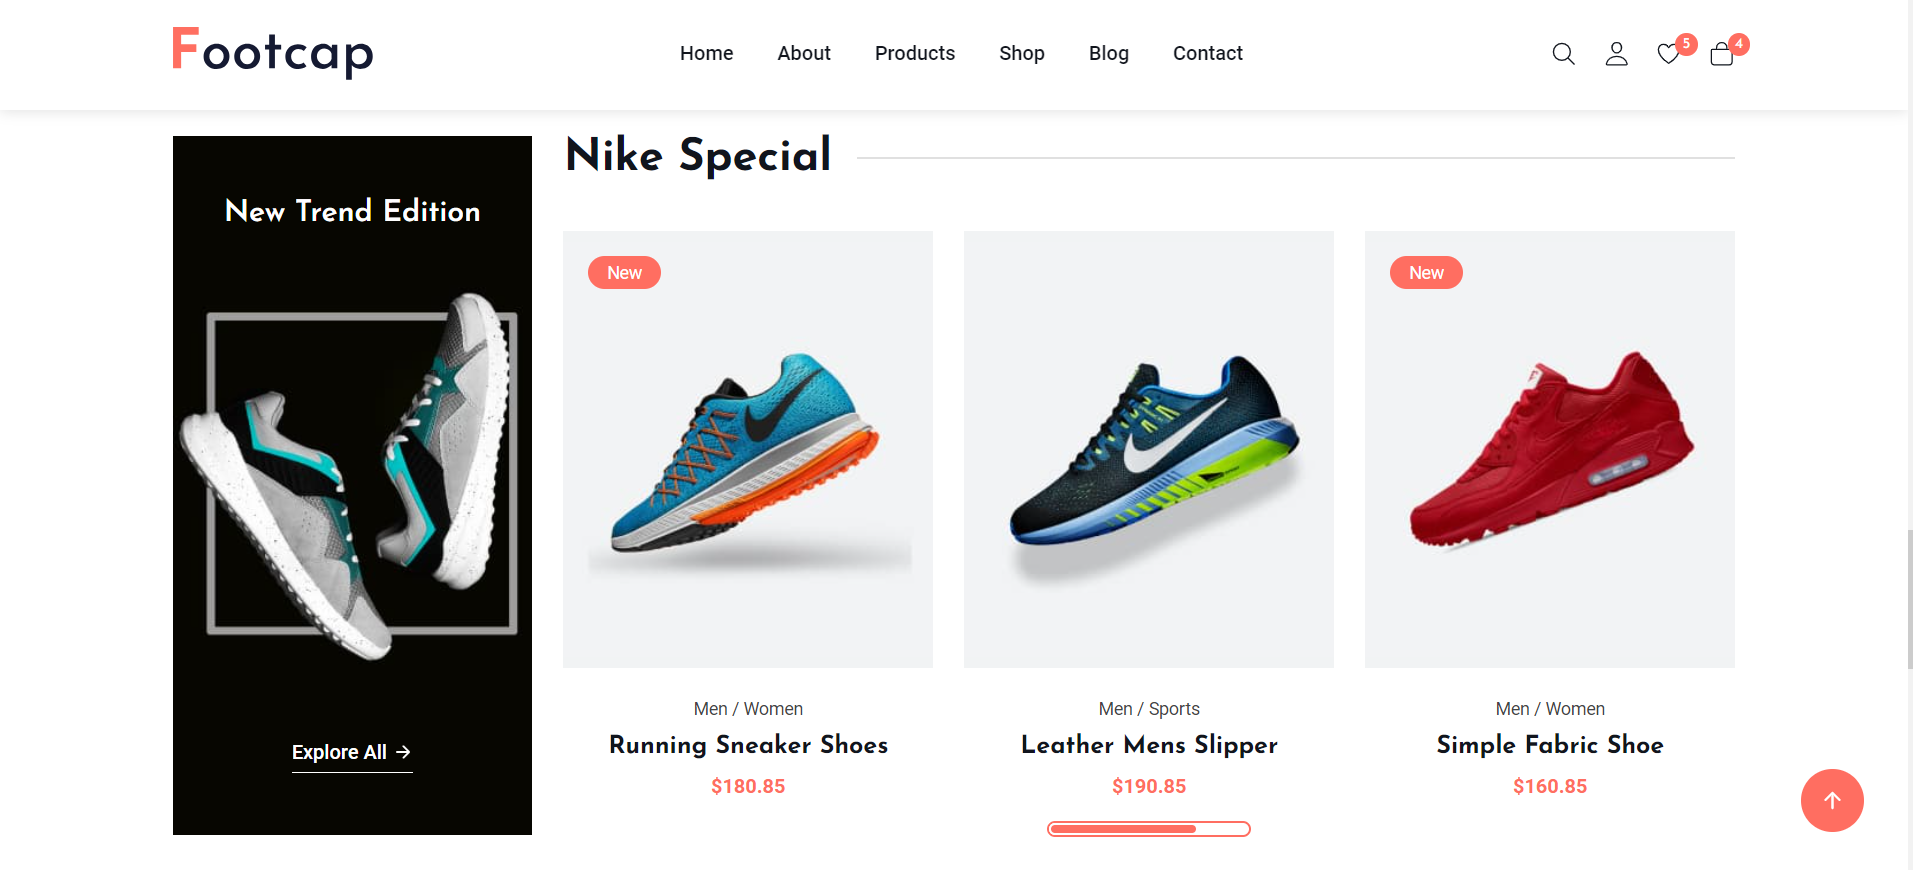 Footcap
Home About Products Shop Blog Contact
5
4
New Trend Edition
Explore All →
Nike Special
New
New
Men / Women
Running Sneaker Shoes
$180.85
Men / Sports
Leather Mens Slipper
$190.85
Men / Women
Simple Fabric Shoe
$160.85